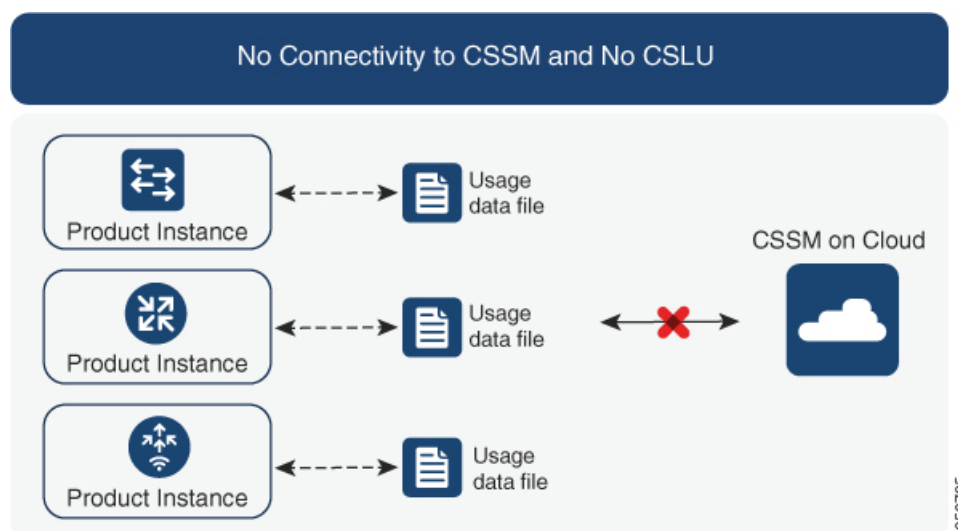 No Connectivity to CSSM and No CSLU
Product Instance
Usage
data file
Product Instance
Usage
data file
CSSM on Cloud
Product Instance
Usage
data file